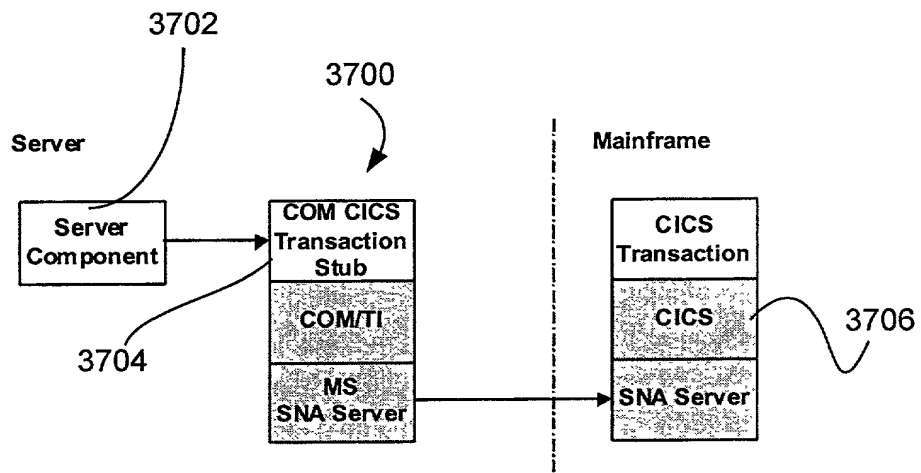 3702
3700
Server
Mainframe
Server
Component
COM CICS
Transaction
Stub
CICS
Transaction
COM/TI
CICS
3706
3704
MS
SNA Server
SNA Server